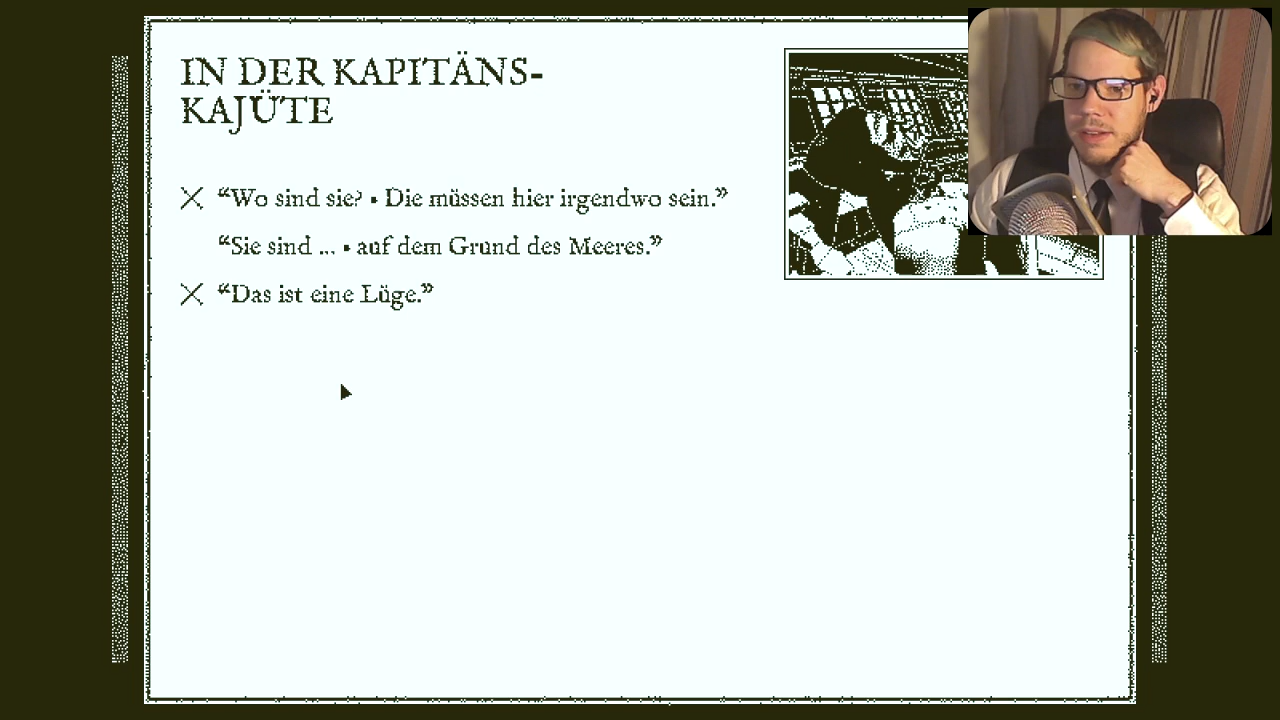 IN DER KAPITÄNS-
KAJÜTE
“Wo sind sie? ▪ Die müssen hier irgendwo sein.”
“Sie sind ... ▪ auf dem Grund des Meeres.”
“Das ist eine Lüge.”